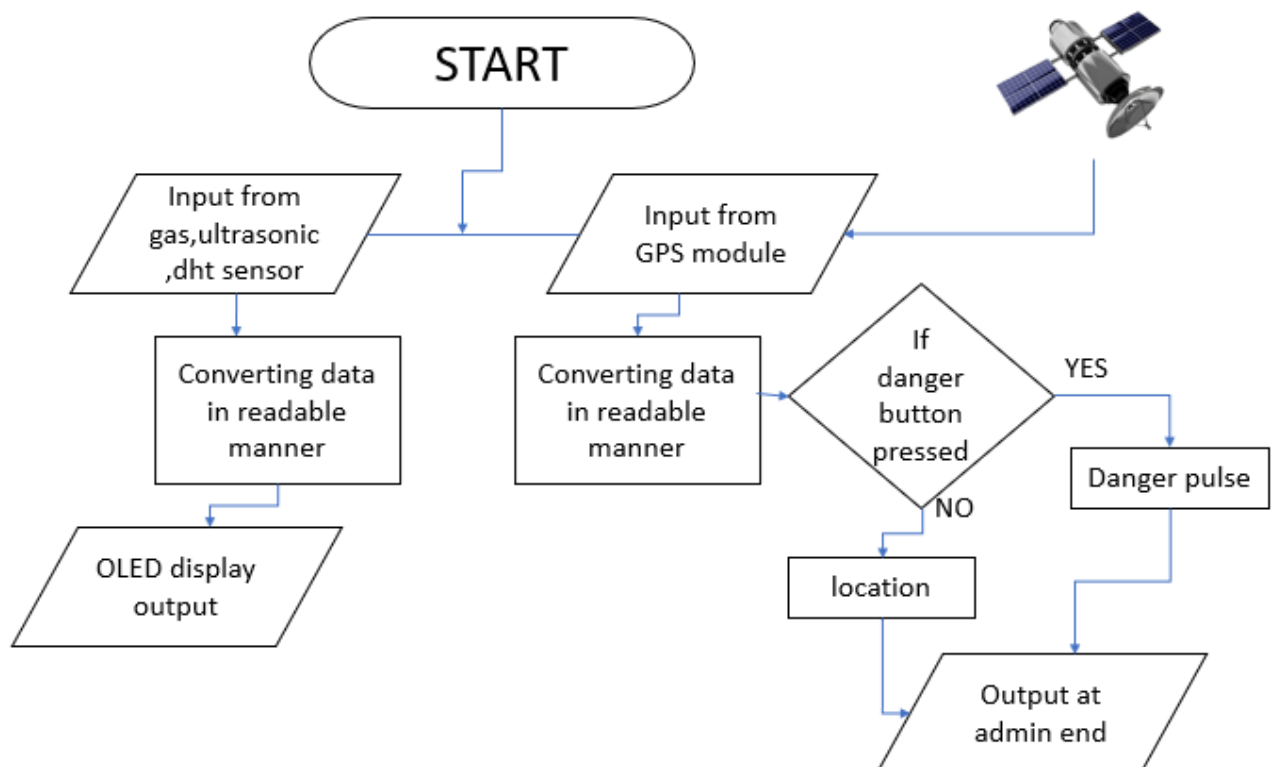 START
Input from
gas,ultrasonic
,dht sensor
Input from
GPS module
Converting data
in readable
manner
Converting data
in readable
manner
If
danger
button
pressed
YES
NO
Danger pulse
OLED display
output
location
Output at
admin end